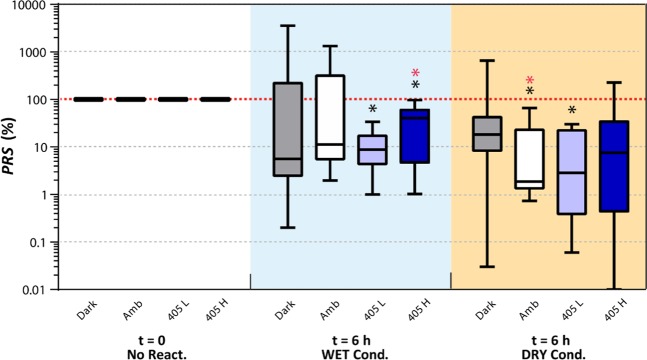 10000
1000
100
10
1
0.1
0.01
PRS (%)
* *
* * *
*
Dark Amb 405 L 405 H Dark Amb 405 L 405 H Dark Amb 405 L 405 H
t = 0 t = 6 h t = 6 h
No React. WET Cond. DRY Cond.